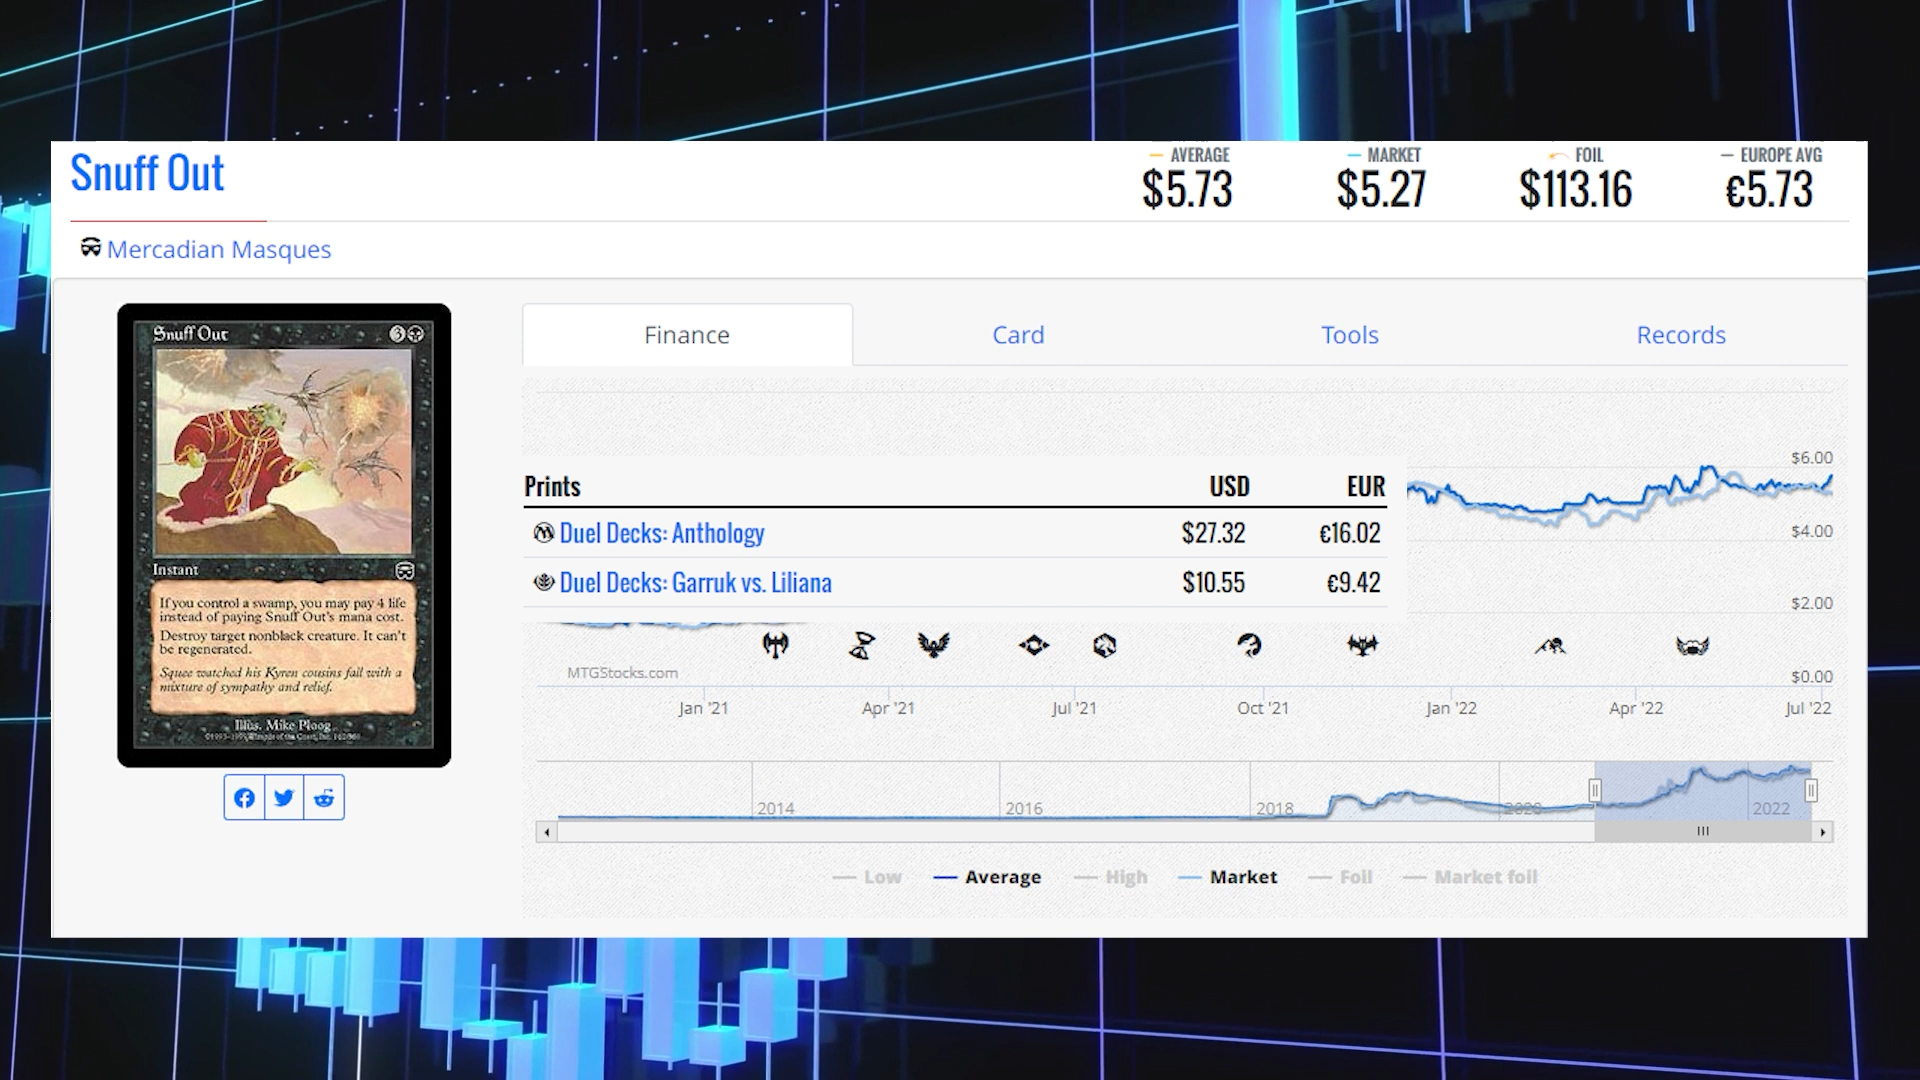 Snuff Out
AVERAGE
$5.73
MARKET
$5.27
FOIL
$113.16
EUROPE AVG
€5.73
Mercadian Masques
Snuff Out
3
Instant
If you control a swamp, you may pay 4 life
instead of paying Snuff Out's mana cost.
Destroy target nonblack creature. It can't
be regenerated.
Squee watched his Kyren cousins fall with a
mixture of sympathy and relief.
Illus. Mike Ploog
Finance
Card
Tools
Records
Prints USD EUR
Duel Decks: Anthology $27.32 €16.02
Duel Decks: Garruk vs. Liliana $10.55 €9.42
$6.00
$4.00
$2.00
$0.00
MTGStocks.com
Jan '21 Apr '21 Jul '21 Oct '21 Jan '22 Apr '22 Jul '22
2014 2016 2018 2020 2022
Low Average High Market Foil Market foil